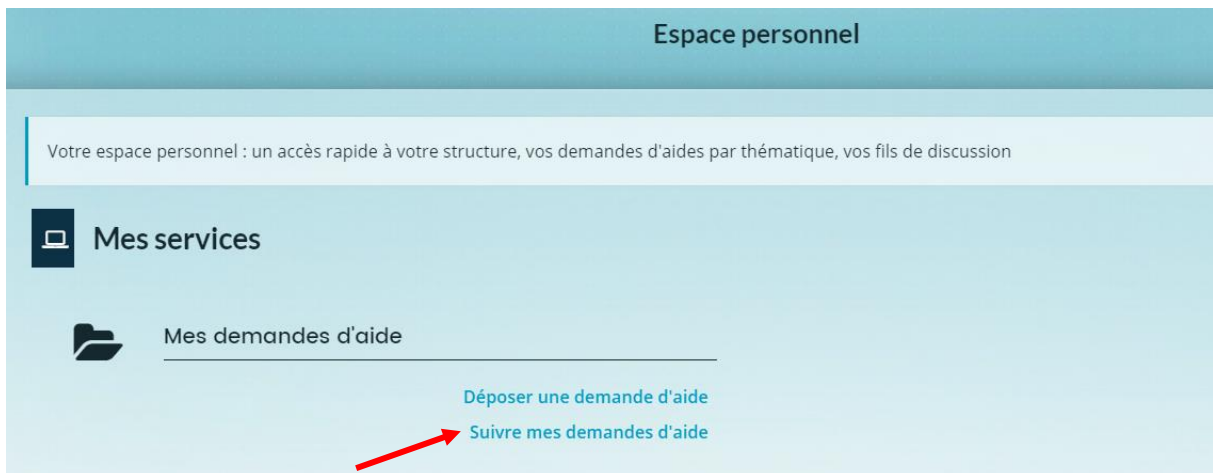 Espace personnel
Votre espace personnel : un accès rapide à votre structure, vos demandes d'aides par thématique, vos fils de discussion
Mes services
Mes demandes d'aide
Déposer une demande d'aide
Suivre mes demandes d'aide